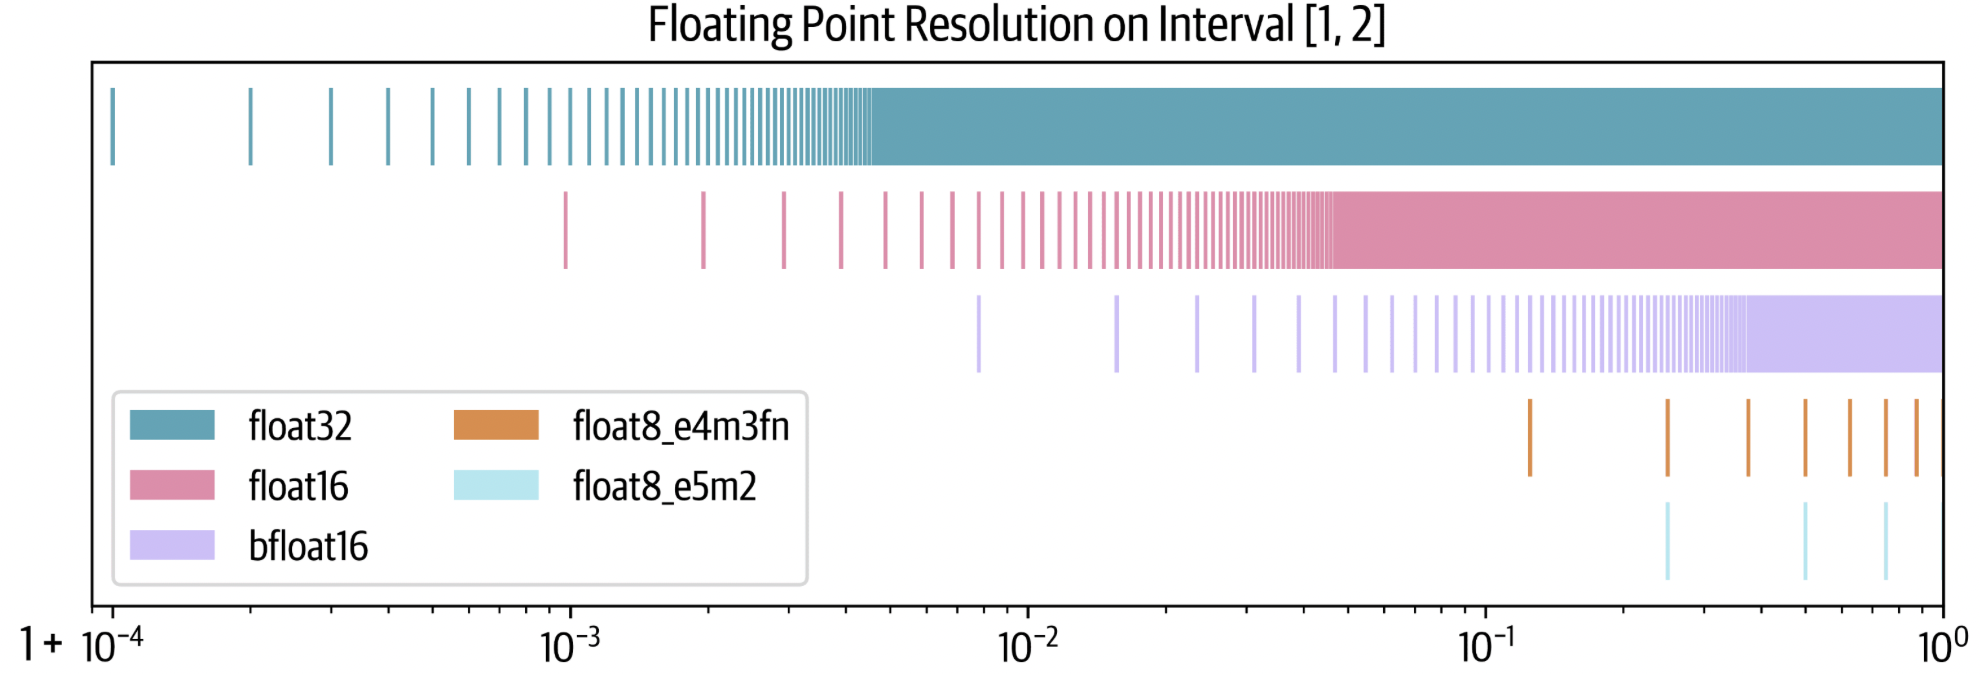 Floating Point Resolution on Interval [1, 2]
float32
float16
bfloat16
float8_e4m3fn
float8_e5m2
1 + 10⁻⁴ 10⁻³ 10⁻² 10⁻¹ 10⁰